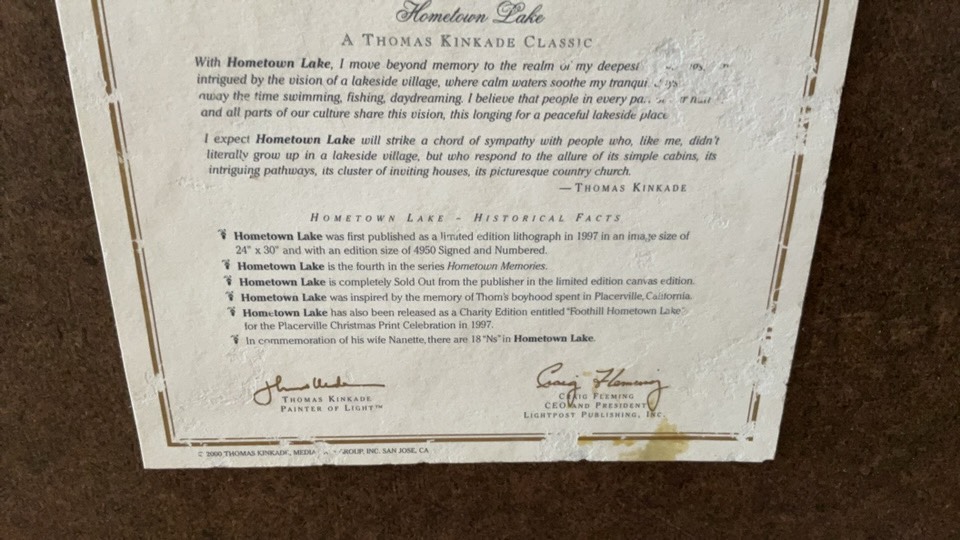 Hometown Lake
A THOMAS KINKADE CLASSIC
With Hometown Lake, I move beyond memory to the realm of my deepest
intrigued by the vision of a lakeside village, where calm waters soothe my
away the time swimming, fishing, daydreaming. I believe that people in every
and all parts of our culture share this vision, this longing for a peaceful lakeside place
I expect Hometown Lake will strike a chord of sympathy with people who, like me, didn't
literally grow up in a lakeside village, but who respond to the allure of its simple cabins, its
intriguing pathways, its cluster of inviting houses, its picturesque country church.
— THOMAS KINKADE
HOMETOWN LAKE - HISTORICAL FACTS
Hometown Lake was first published as a limited edition lithograph in 1997 in an image size of
24" x 30" and with an edition size of 4950 Signed and Numbered.
Hometown Lake is the fourth in the series Hometown Memories.
Hometown Lake is completely Sold Out from the publisher in the limited edition canvas edition.
Hometown Lake was inspired by the memory of Thom's boyhood spent in Placerville, California.
Hometown Lake has also been released as a Charity Edition entitled "Foothill Hometown Lake"
for the Placerville Christmas Print Celebration in 1997.
In commemoration of his wife Nanette, there are 18 "Ns" in Hometown Lake.
Craig Fleming
THOMAS KINKADE
PAINTER OF LIGHT™
CRAIG FLEMING
CEO AND PRESIDENT
LIGHTPOST PUBLISHING, INC.
© 2000 THOMAS KINKADE, MEDIA GROUP, INC. SAN JOSE, CA